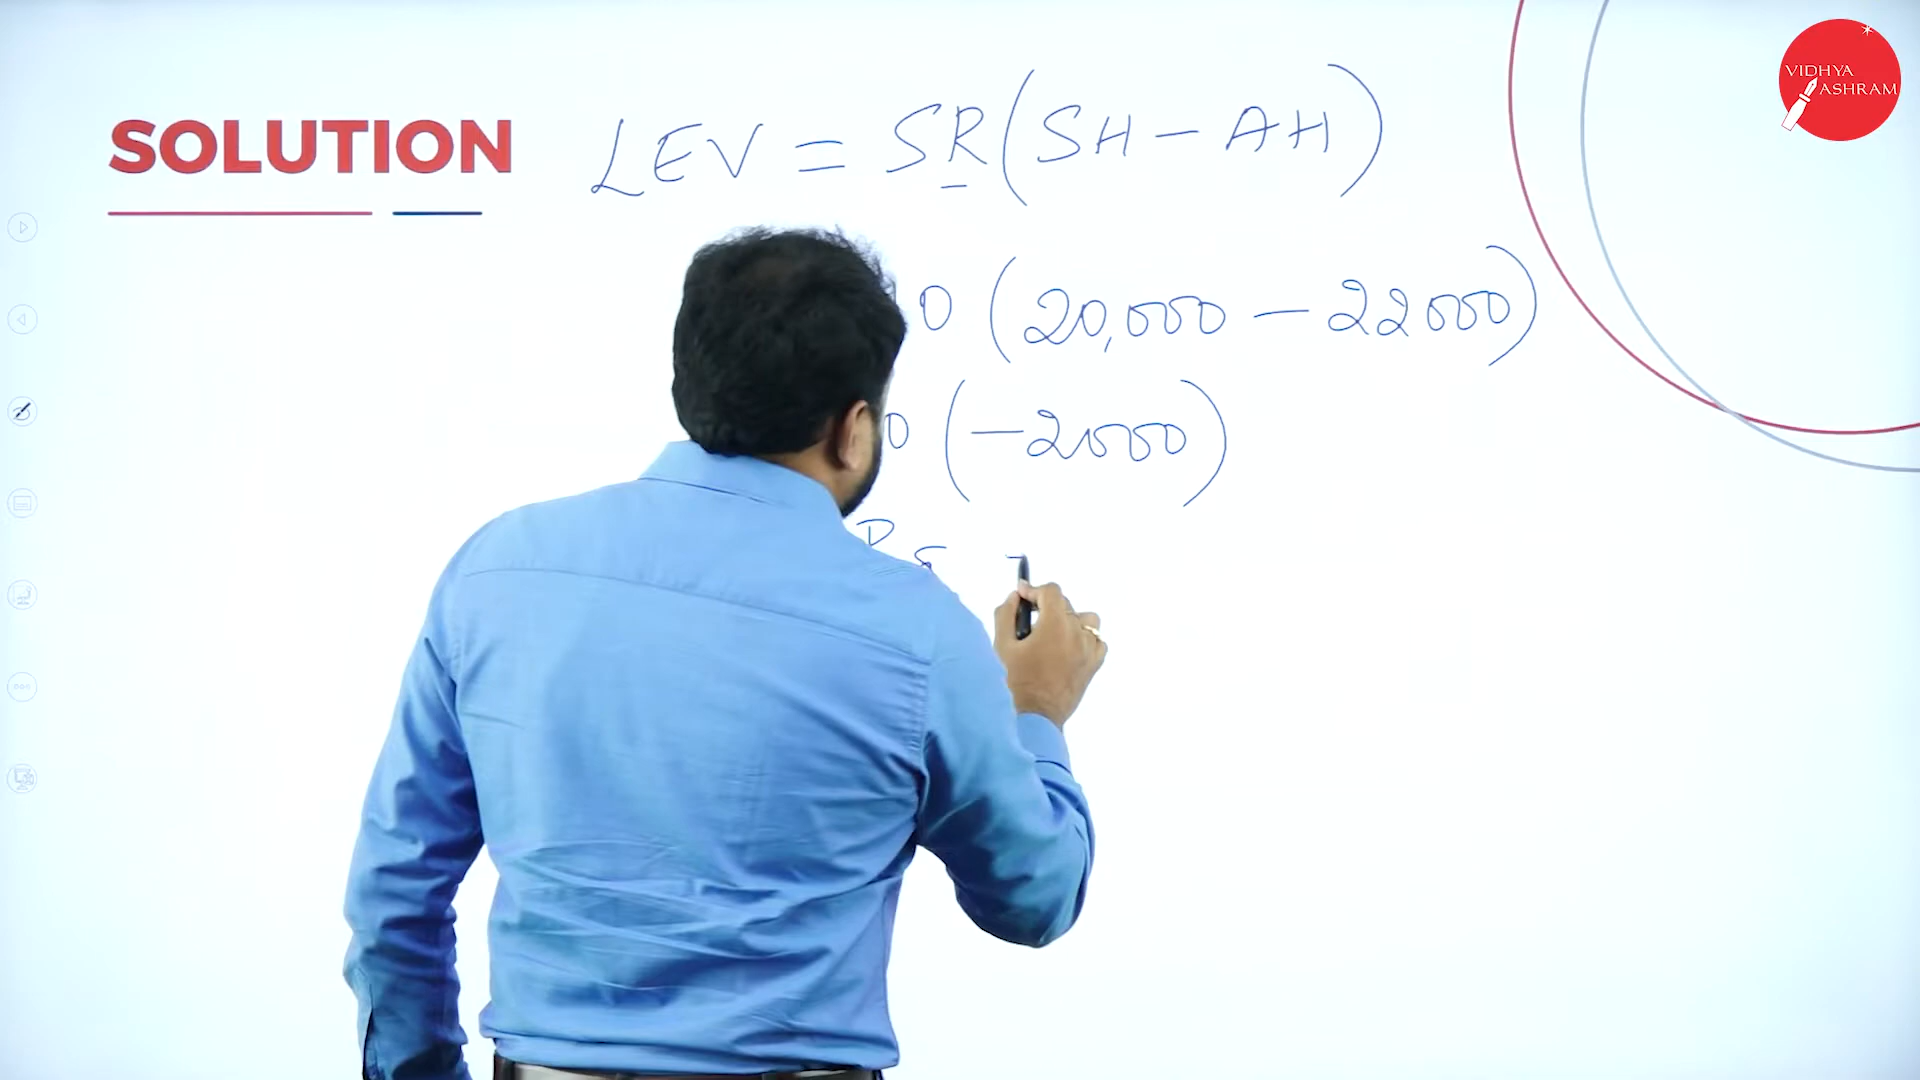 VIDHYA
ASHRAM
SOLUTION
LEV = SR(SH - AH)
0 (20,000 - 22000)
0 (-2000)